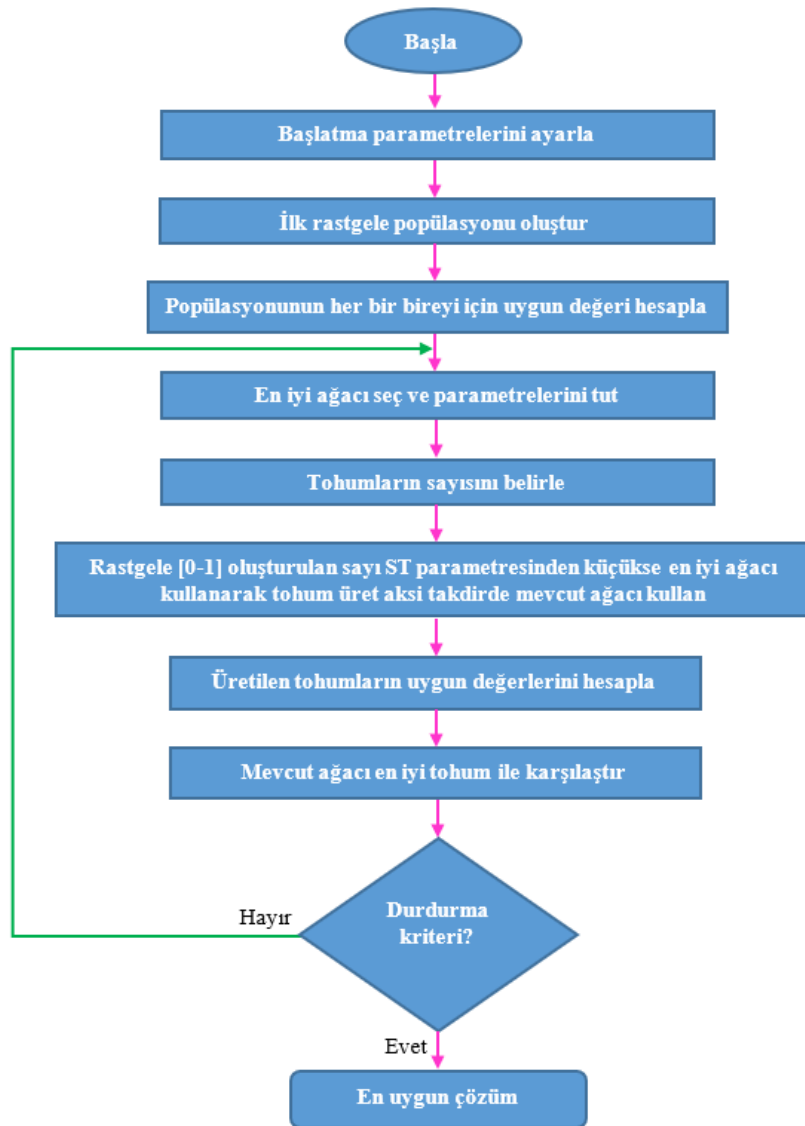 Başla
Başlatma parametrelerini ayarla
İlk rastgele popülasyonu oluştur
Popülasyonunun her bir bireyi için uygun değeri hesapla
En iyi ağacı seç ve parametrelerini tut
Tohumların sayısını belirle
Rastgele [0-1] oluşturulan sayı ST parametresinden küçükse en iyi ağacı
kullanarak tohum üret aksi takdirde mevcut ağacı kullan
Üretilen tohumların uygun değerlerini hesapla
Mevcut ağacı en iyi tohum ile karşılaştır
Durdurma
kriteri?
Hayır
Evet
En uygun çözüm